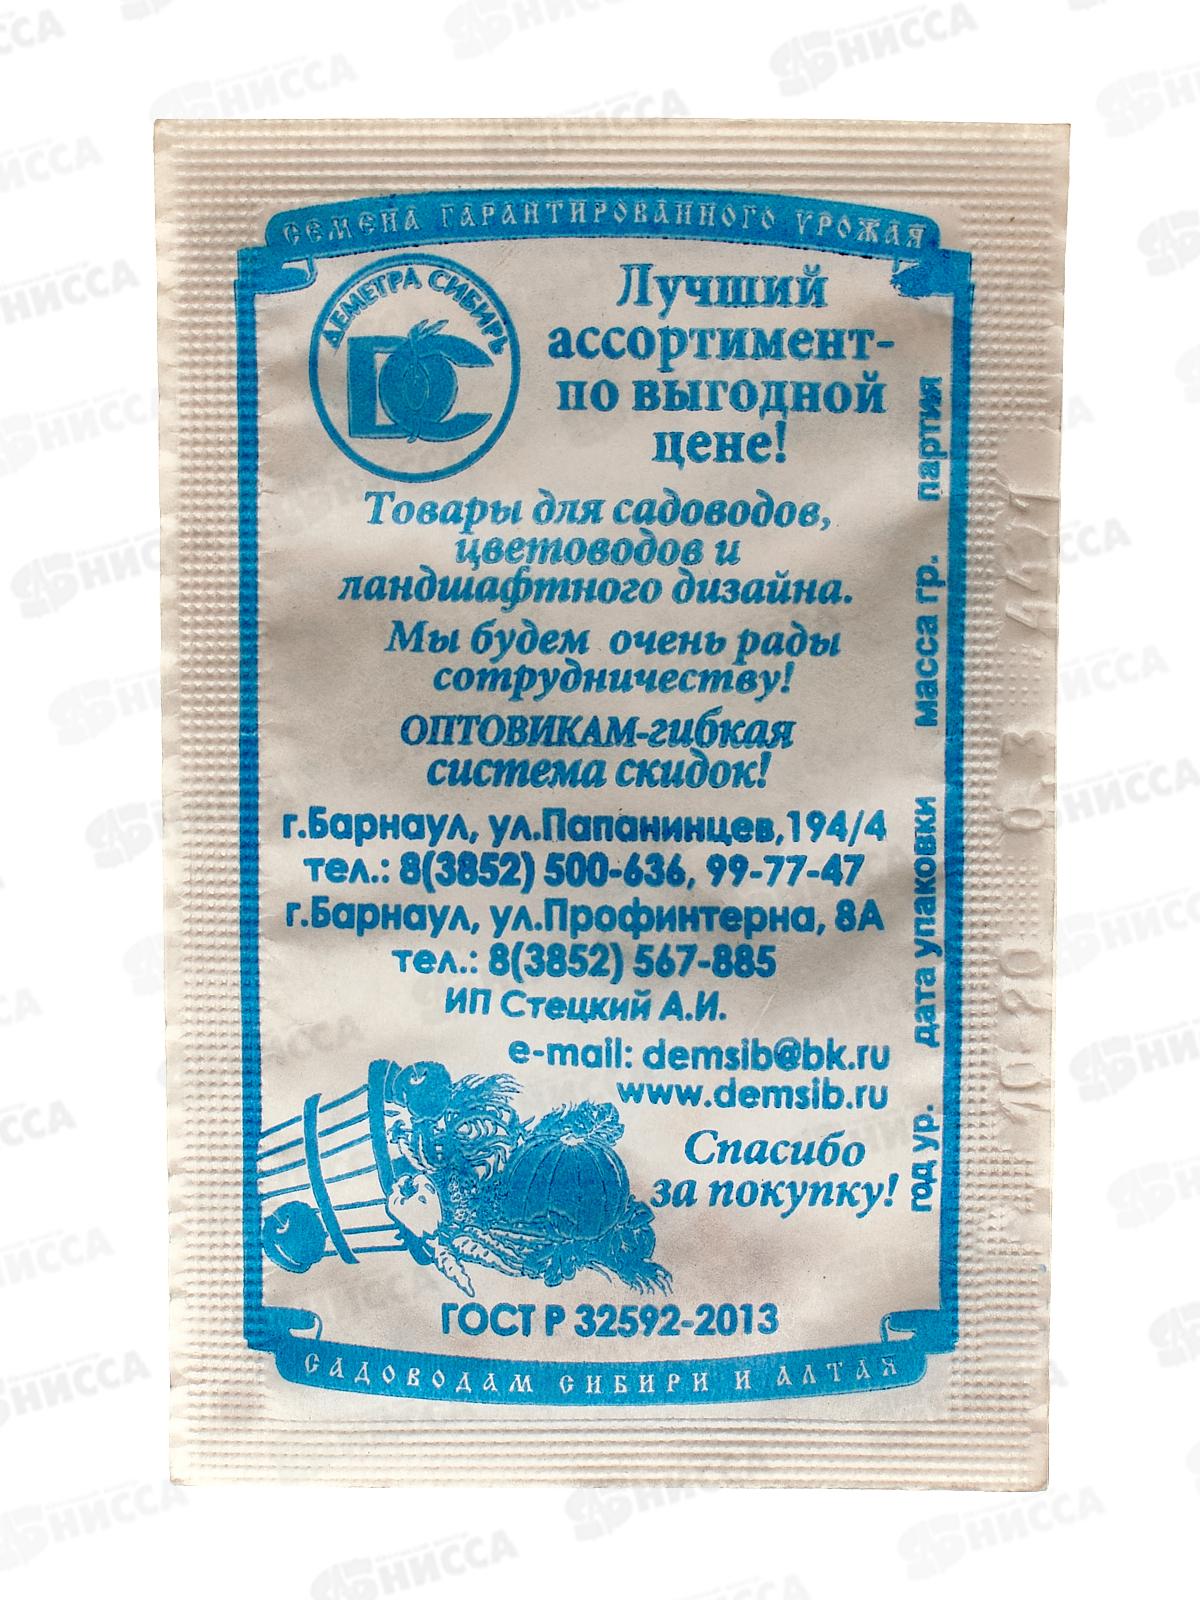 СЕМЕНА ГАРАНТИРОВАННОГО УРОЖАЯ
ДЕМЕТРА СИБИРЬ
ДС
Лучший
ассортимент-
по выгодной
цене!
Товары для садоводов,
цветоводов и
ландшафтного дизайна.
Мы будем очень рады
сотрудничеству!
ОПТОВИКАМ-гибкая
система скидок!
г.Барнаул, ул.Папанинцев,194/4
тел.: 8(3852) 500-636, 99-77-47
г.Барнаул, ул.Профинтерна, 8А
тел.: 8(3852) 567-885
ИП Стецкий А.И.
e-mail: demsib@bk.ru
www.demsib.ru
Спасибо
за покупку!
ГОСТ Р 32592-2013
САДОВОДАМ СИБИРИ И АЛТАЯ
год ур. дата упаковки масса гр. партия
НИССА